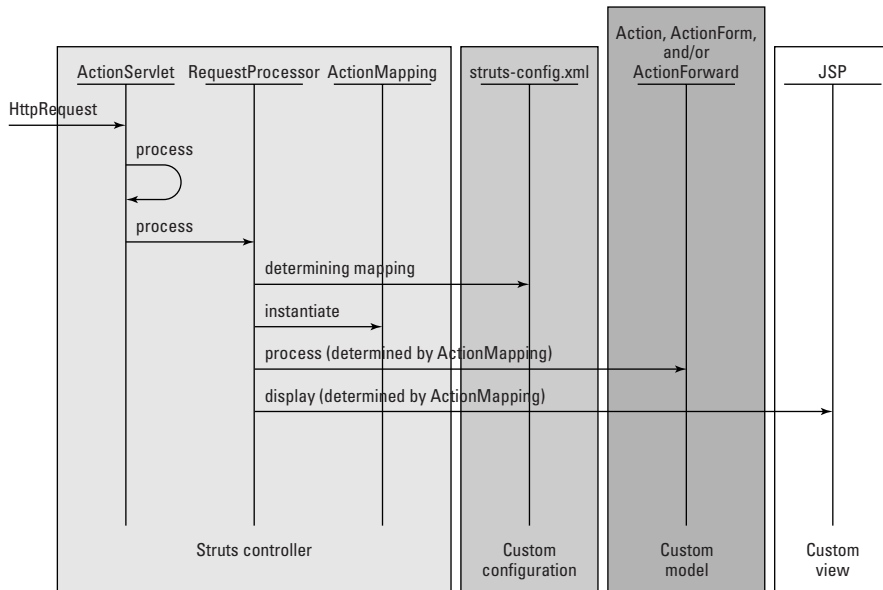 Action, ActionForm,
and/or
ActionForward
ActionServlet
RequestProcessor
ActionMapping
struts-config.xml
JSP
HttpRequest
process
process
determining mapping
instantiate
process (determined by ActionMapping)
display (determined by ActionMapping)
Struts controller
Custom
configuration
Custom
model
Custom
view